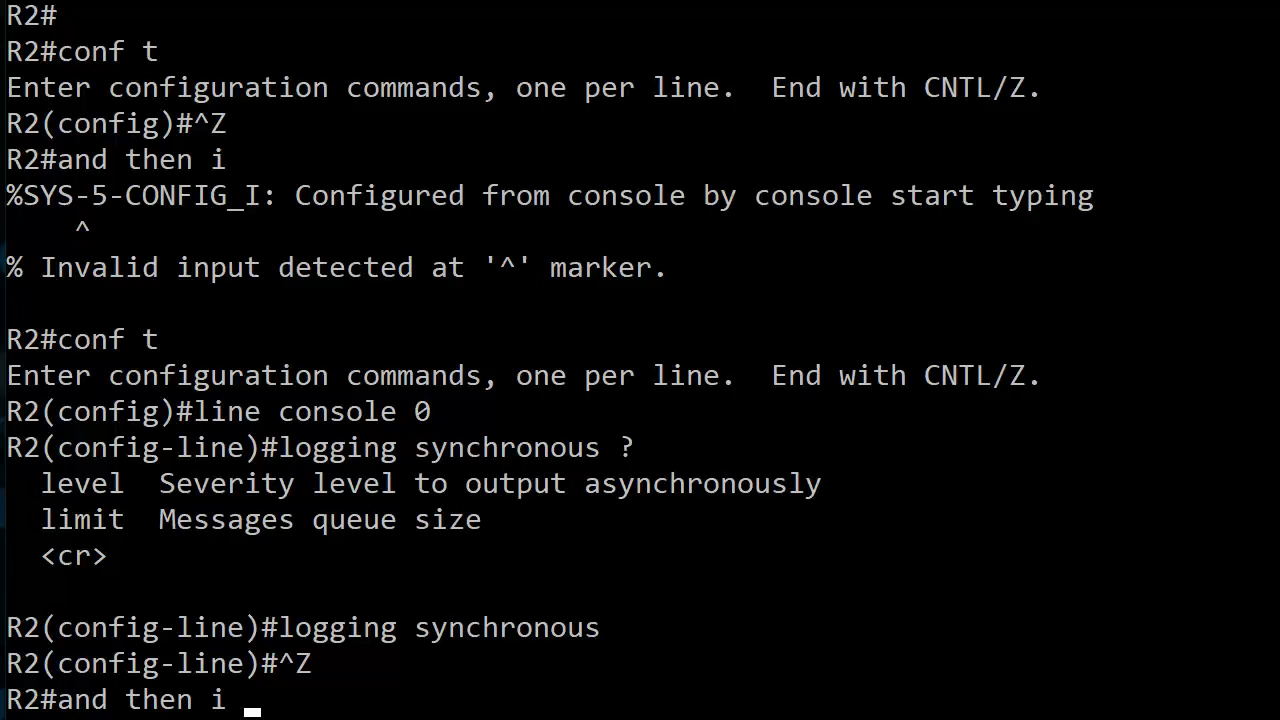 R2#
R2#conf t
Enter configuration commands, one per line.  End with CNTL/Z.
R2(config)#^Z
R2#and then i
%SYS-5-CONFIG_I: Configured from console by console start typing
    ^
% Invalid input detected at '^' marker.

R2#conf t
Enter configuration commands, one per line.  End with CNTL/Z.
R2(config)#line console 0
R2(config-line)#logging synchronous ?
  level  Severity level to output asynchronously
  limit  Messages queue size
  <cr>

R2(config-line)#logging synchronous
R2(config-line)#^Z
R2#and then i